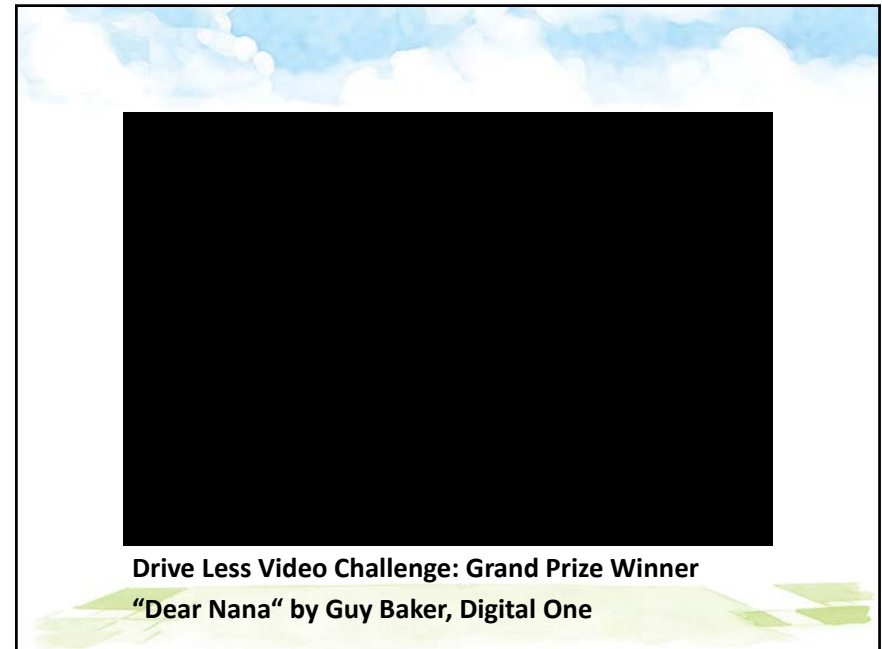 Drive Less Video Challenge: Grand Prize Winner
“Dear Nana“ by Guy Baker, Digital One